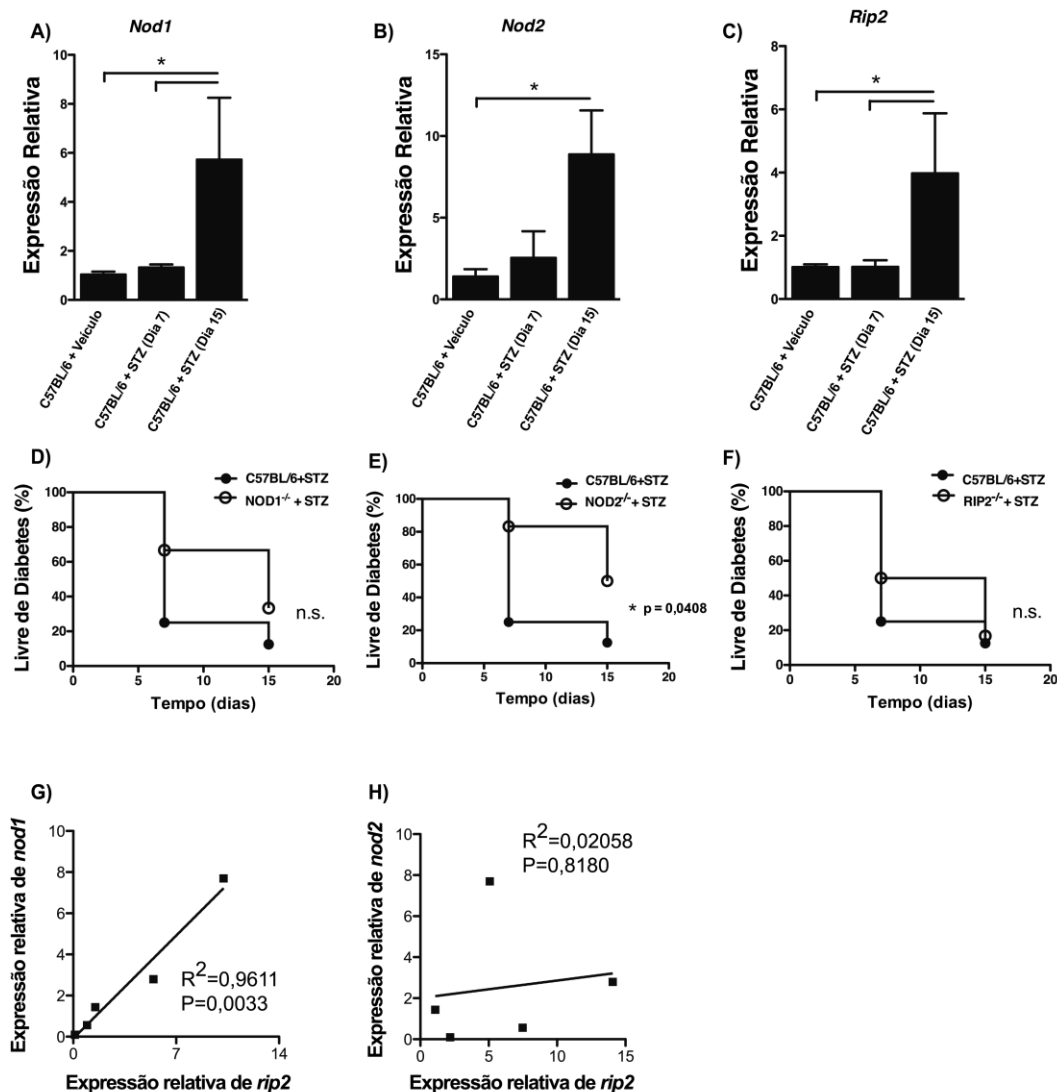 A)
Nod1
Expressão Relativa
10
8
6
4
2
0
*
C57BL/6 + Veículo
C57BL/6 + STZ (Dia 7)
C57BL/6 + STZ (Dia 15)
B)
Nod2
Expressão Relativa
15
10
5
0
*
C57BL/6 + Veículo
C57BL/6 + STZ (Dia 7)
C57BL/6 + STZ (Dia 15)
C)
Rip2
Expressão Relativa
8
6
4
2
0
*
C57BL/6 + Veículo
C57BL/6 + STZ (Dia 7)
C57BL/6 + STZ (Dia 15)
D)
C57BL/6+STZ
NOD1-/- + STZ
Livre de Diabetes (%)
100
80
60
40
20
0
n.s.
0 5 10 15 20
Tempo (dias)
E)
C57BL/6+STZ
NOD2-/- + STZ
Livre de Diabetes (%)
100
80
60
40
20
0
* p = 0,0408
0 5 10 15 20
Tempo (dias)
F)
C57BL/6+STZ
RIP2-/- + STZ
Livre de Diabetes (%)
100
80
60
40
20
0
n.s.
0 5 10 15 20
Tempo (dias)
G)
Expressão relativa de nod1
10
8
6
4
2
0
R2=0,9611
P=0,0033
0 7 14
Expressão relativa de rip2
H)
Expressão relativa de nod2
10
8
6
4
2
0
R2=0,02058
P=0,8180
0 5 10 15
Expressão relativa de rip2